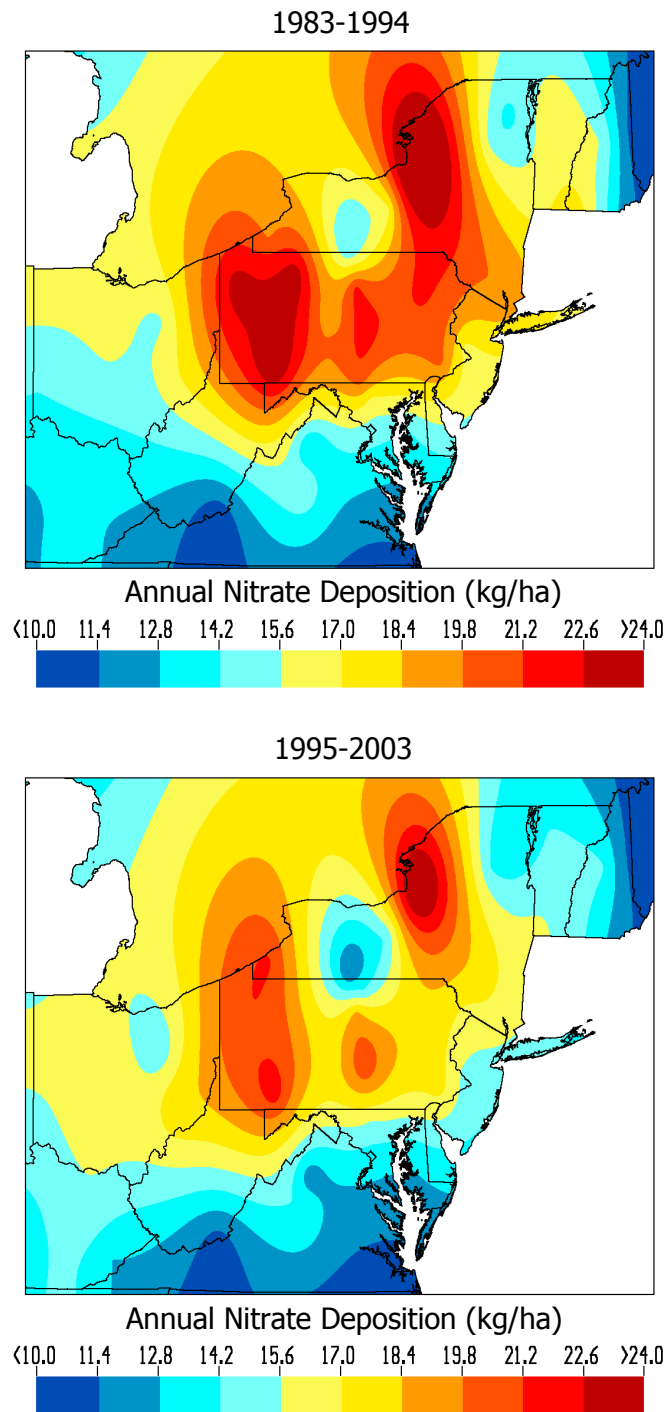 1983-1994
Annual Nitrate Deposition (kg/ha)
<10.0 11.4 12.8 14.2 15.6 17.0 18.4 19.8 21.2 22.6 >24.0
1995-2003
Annual Nitrate Deposition (kg/ha)
<10.0 11.4 12.8 14.2 15.6 17.0 18.4 19.8 21.2 22.6 >24.0